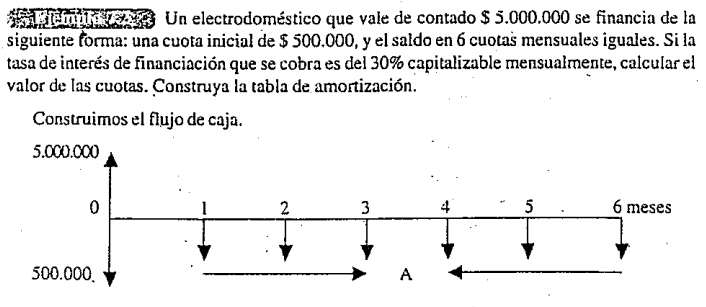 Un electrodoméstico que vale de contado $ 5.000.000 se financia de la
siguiente forma: una cuota inicial de $ 500.000, y el saldo en 6 cuotas mensuales iguales. Si la
tasa de interés de financiación que se cobra es del 30% capitalizable mensualmente, calcular el
valor de las cuotas. Construya la tabla de amortización.
Construimos el flujo de caja.
5.000.000
0 1 2 3 4 5 6 meses
500.000 A